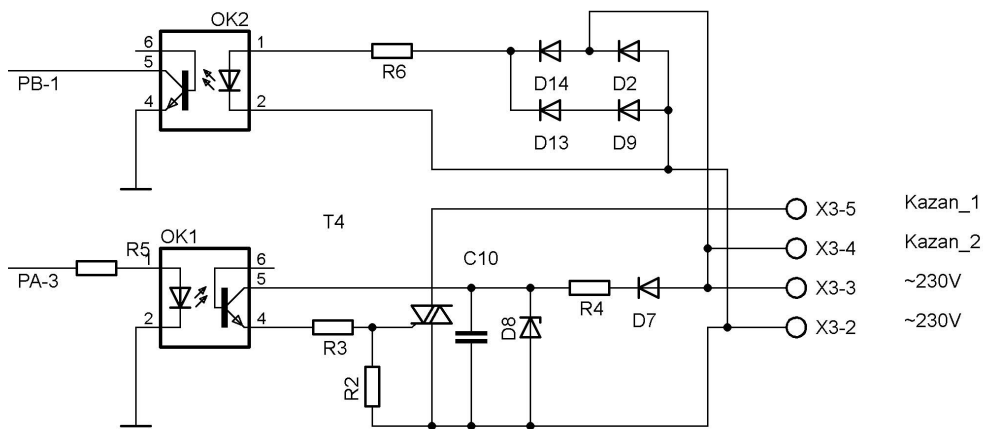 OK2
6
1
5
R6
D14
D2
PB-1
4
2
D13
D9
X3-5
Kazan_1
T4
OK1
X3-4
Kazan_2
R5
1
6
C10
PA-3
5
X3-3
~230V
R4
D7
2
4
D8
X3-2
~230V
R3
R2